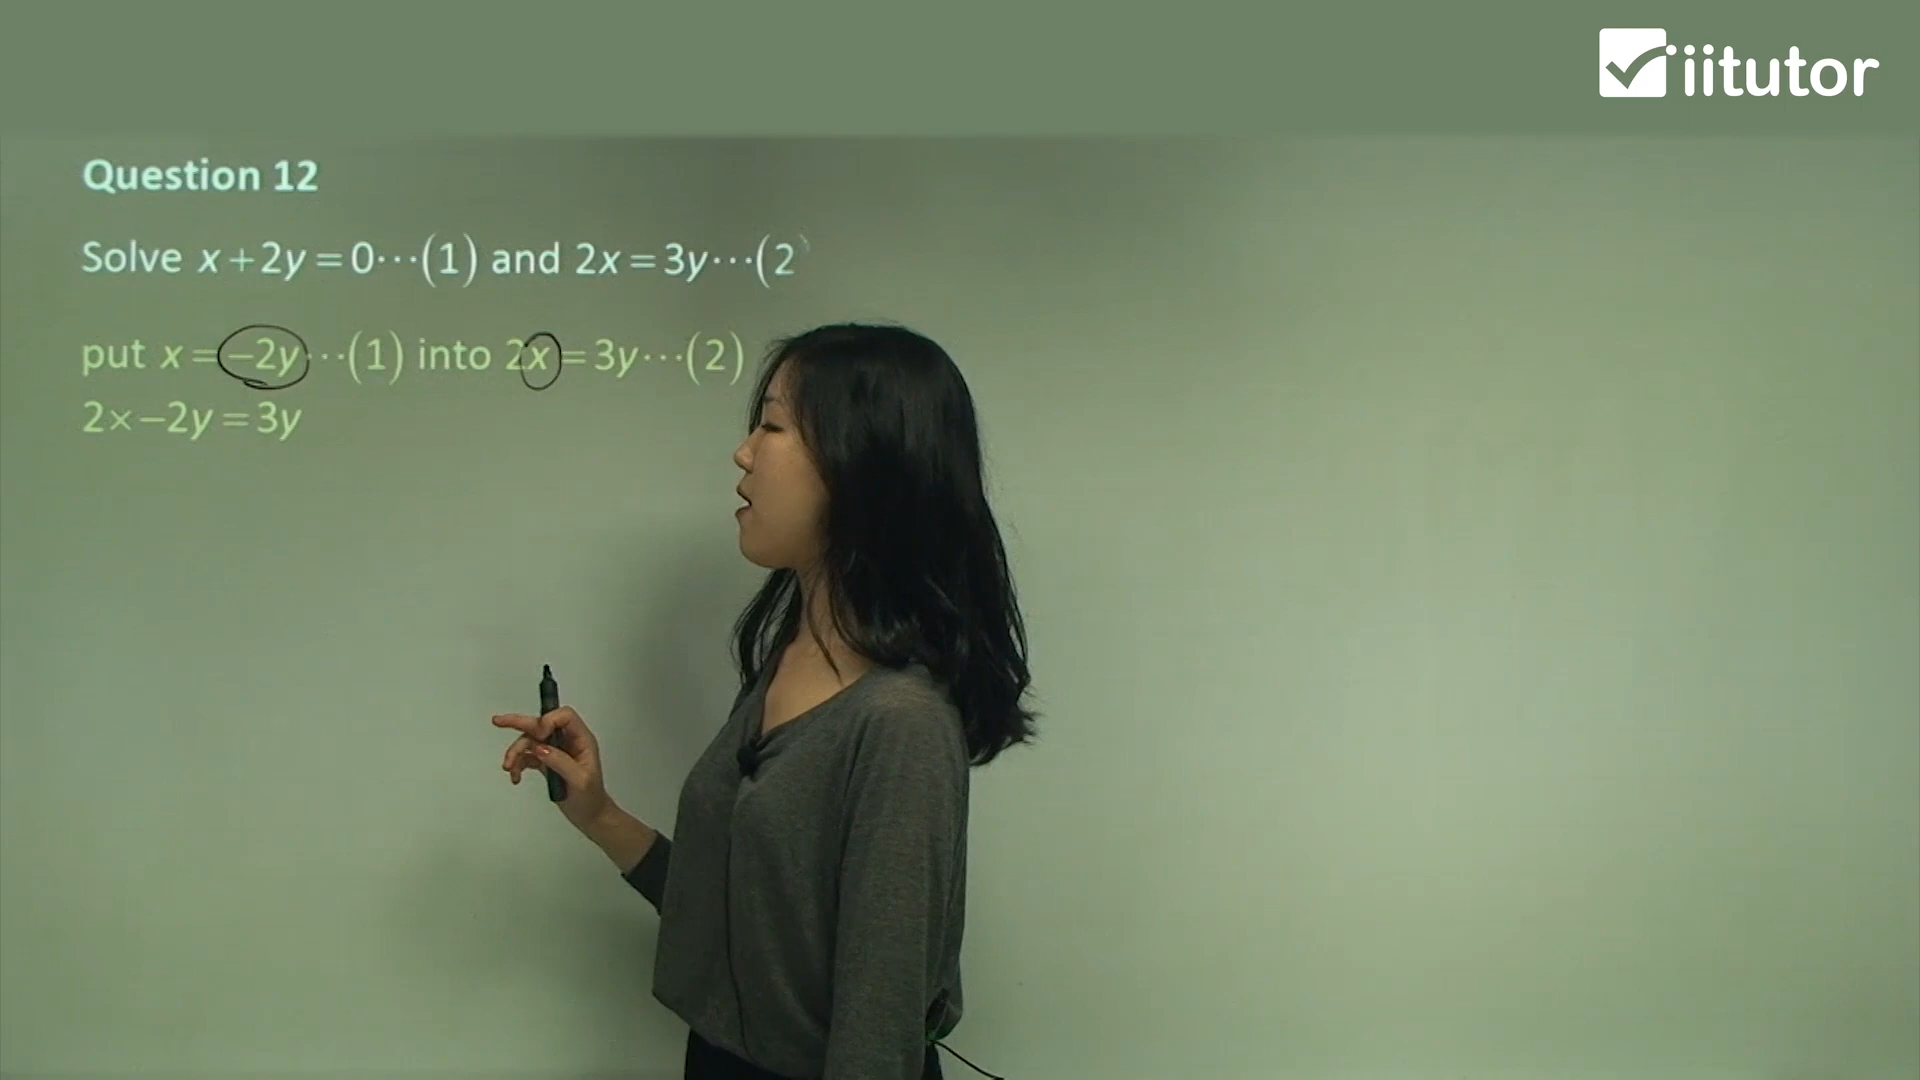 iitutor
Question 12
Solve x+2y=0···(1) and 2x=3y···(2
put x=−2y···(1) into 2x=3y···(2)
2×−2y=3y